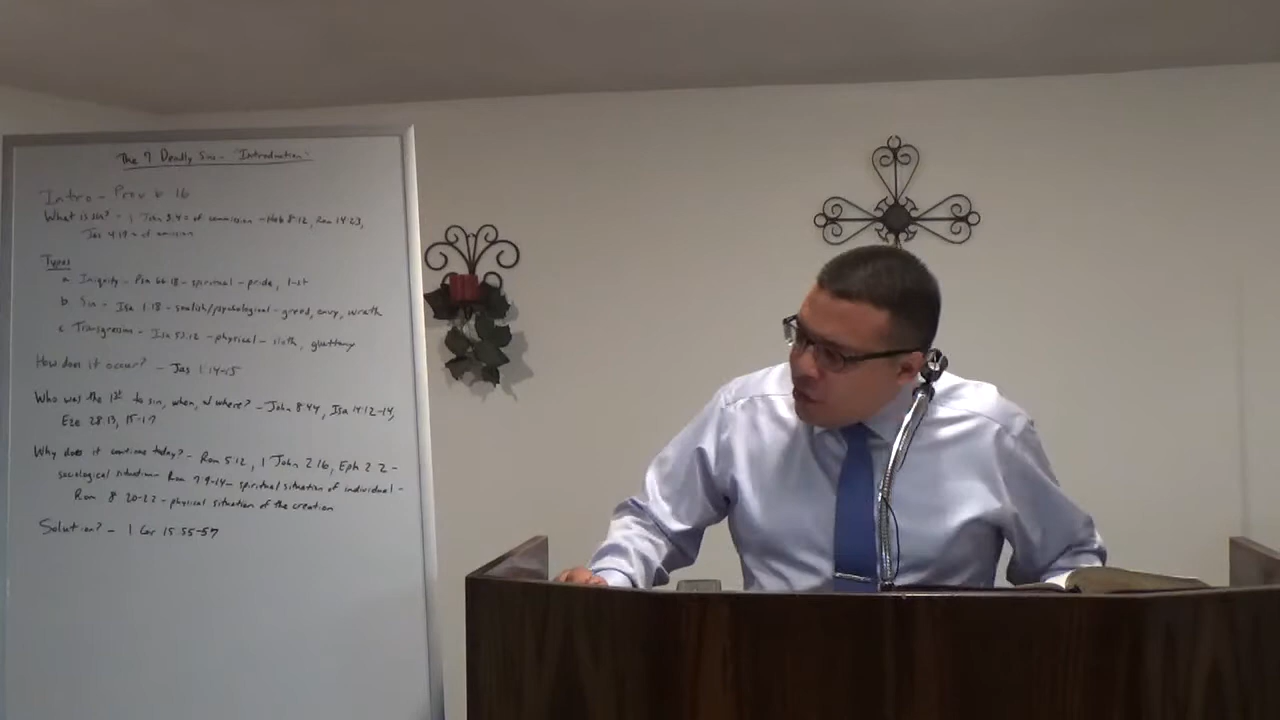 The 7 Deadly Sins - "Introduction"
Intro - Prov 6 16
What is sin? - 1 John 3:4 = of commission - Heb 8:12, Rom 14:23,
Jas 4:17 = of omission
Types
a. Iniquity - Psa 66:18 - spiritual - pride, lust
b. Sin - Isa 1:18 - soulish/psychological - greed, envy, wrath
c. Transgression - Isa 53:12 - physical - sloth, gluttony
How does it occur? - Jas 1:14-15
Who was the 1st to sin, when, & where? - John 8:44, Isa 14:12-14,
Eze 28:13, 15-17
Why does it continue today? - Rom 5:12, 1 John 2:16, Eph 2:2 -
sociological situation - Rom 7:9-14 - spiritual situation of individual -
Rom 8:20-22 - physical situation of the creation
Solution? - 1 Cor 15:55-57